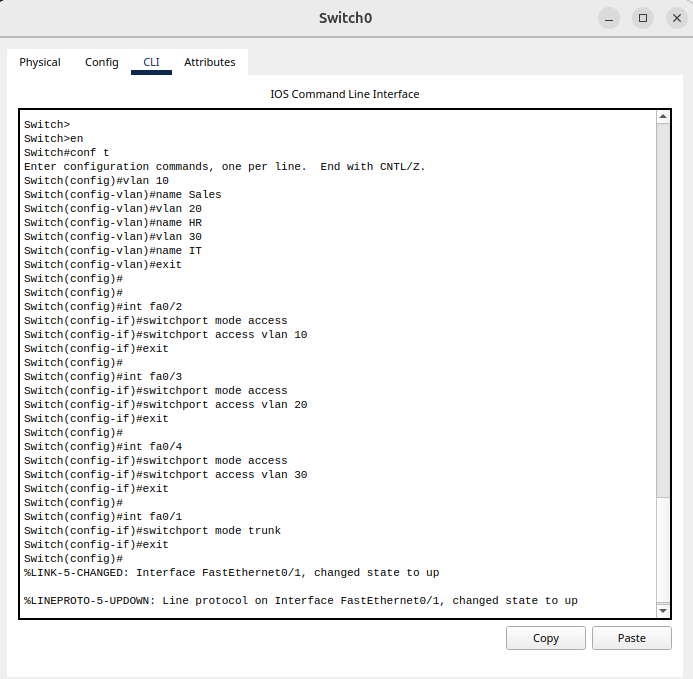 Switch0
Physical Config CLI Attributes
IOS Command Line Interface
Switch>
Switch>en
Switch#conf t
Enter configuration commands, one per line.  End with CNTL/Z.
Switch(config)#vlan 10
Switch(config-vlan)#name Sales
Switch(config-vlan)#vlan 20
Switch(config-vlan)#name HR
Switch(config-vlan)#vlan 30
Switch(config-vlan)#name IT
Switch(config-vlan)#exit
Switch(config)#
Switch(config)#
Switch(config)#int fa0/2
Switch(config-if)#switchport mode access
Switch(config-if)#switchport access vlan 10
Switch(config-if)#exit
Switch(config)#
Switch(config)#int fa0/3
Switch(config-if)#switchport mode access
Switch(config-if)#switchport access vlan 20
Switch(config-if)#exit
Switch(config)#
Switch(config)#int fa0/4
Switch(config-if)#switchport mode access
Switch(config-if)#switchport access vlan 30
Switch(config-if)#exit
Switch(config)#
Switch(config)#int fa0/1
Switch(config-if)#switchport mode trunk
Switch(config-if)#exit
Switch(config)#
%LINK-5-CHANGED: Interface FastEthernet0/1, changed state to up
%LINEPROTO-5-UPDOWN: Line protocol on Interface FastEthernet0/1, changed state to up
Copy Paste